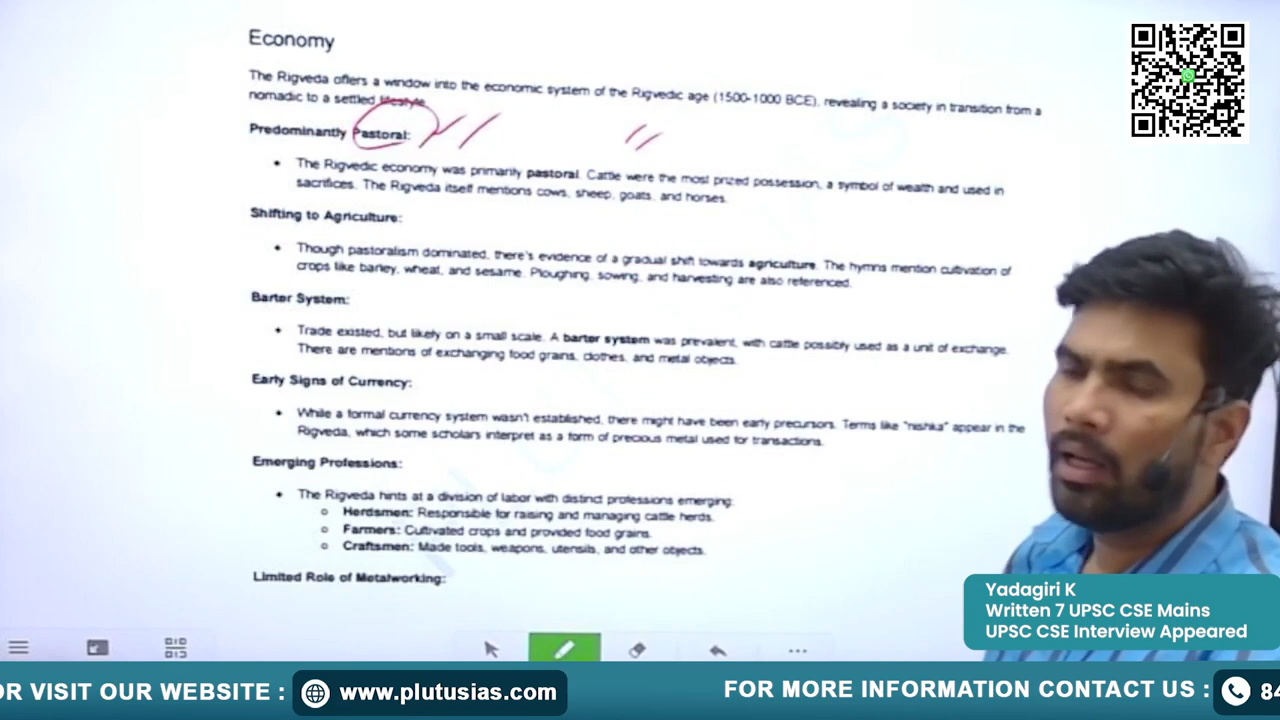 Economy
The Rigveda offers a window into the economic system of the Rigvedic age (1500-1000 BCE), revealing a society in transition from a
nomadic to a settled lifestyle.
Predominantly Pastoral:
• The Rigvedic economy was primarily pastoral. Cattle were the most prized possession, a symbol of wealth and used in
sacrifices. The Rigveda itself mentions cows, sheep, goats, and horses.
Shifting to Agriculture:
• Though pastoralism dominated, there's evidence of a gradual shift towards agriculture. The hymns mention cultivation of
crops like barley, wheat, and sesame. Ploughing, sowing, and harvesting are also referenced.
Barter System:
• Trade existed, but likely on a small scale. A barter system was prevalent, with cattle possibly used as a unit of exchange.
There are mentions of exchanging food grains, clothes, and metal objects.
Early Signs of Currency:
• While a formal currency system wasn't established, there might have been early precursors. Terms like "nishka" appear in the
Rigveda, which some scholars interpret as a form of precious metal used for transactions.
Emerging Professions:
• The Rigveda hints at a division of labor with distinct professions emerging:
o Herdsmen: Responsible for raising and managing cattle herds.
o Farmers: Cultivated crops and provided food grains.
o Craftsmen: Made tools, weapons, utensils, and other objects.
Limited Role of Metalworking:
Yadagiri K
Written 7 UPSC CSE Mains
UPSC CSE Interview Appeared
OR VISIT OUR WEBSITE : www.plutusias.com
FOR MORE INFORMATION CONTACT US : 84